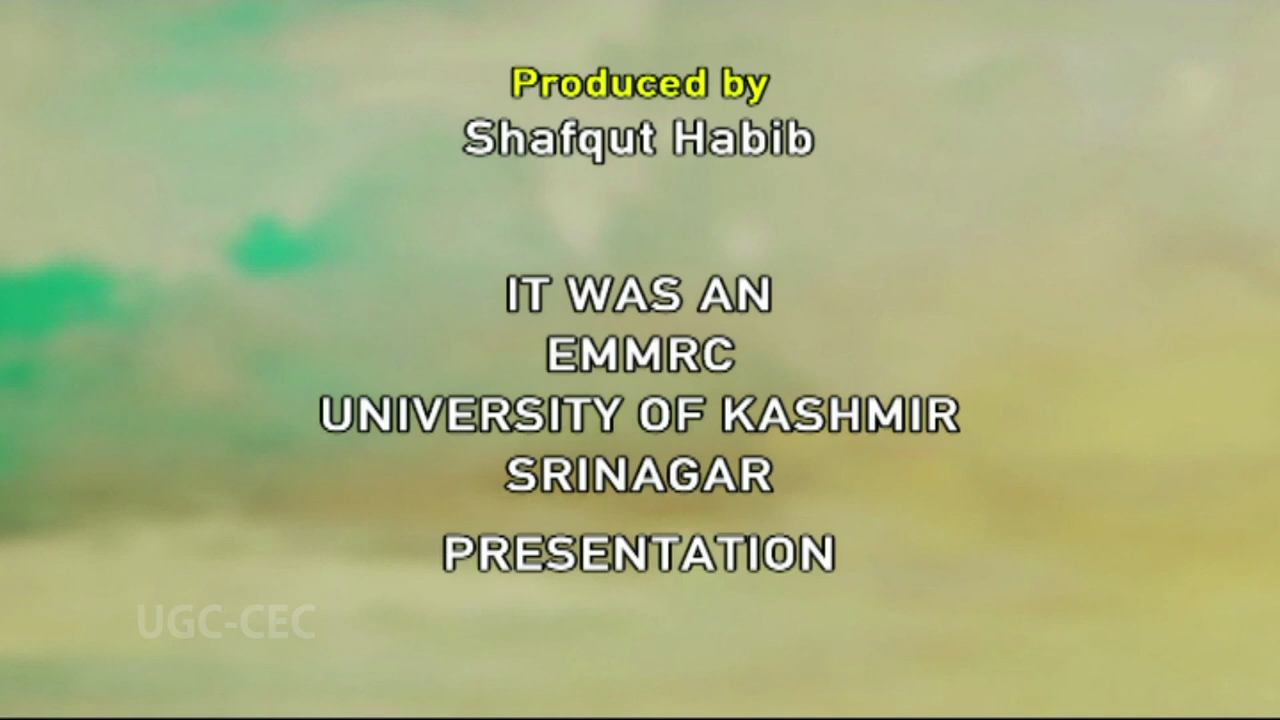 Produced by
Shafqut Habib
IT WAS AN
EMMRC
UNIVERSITY OF KASHMIR
SRINAGAR
PRESENTATION
UGC-CEC